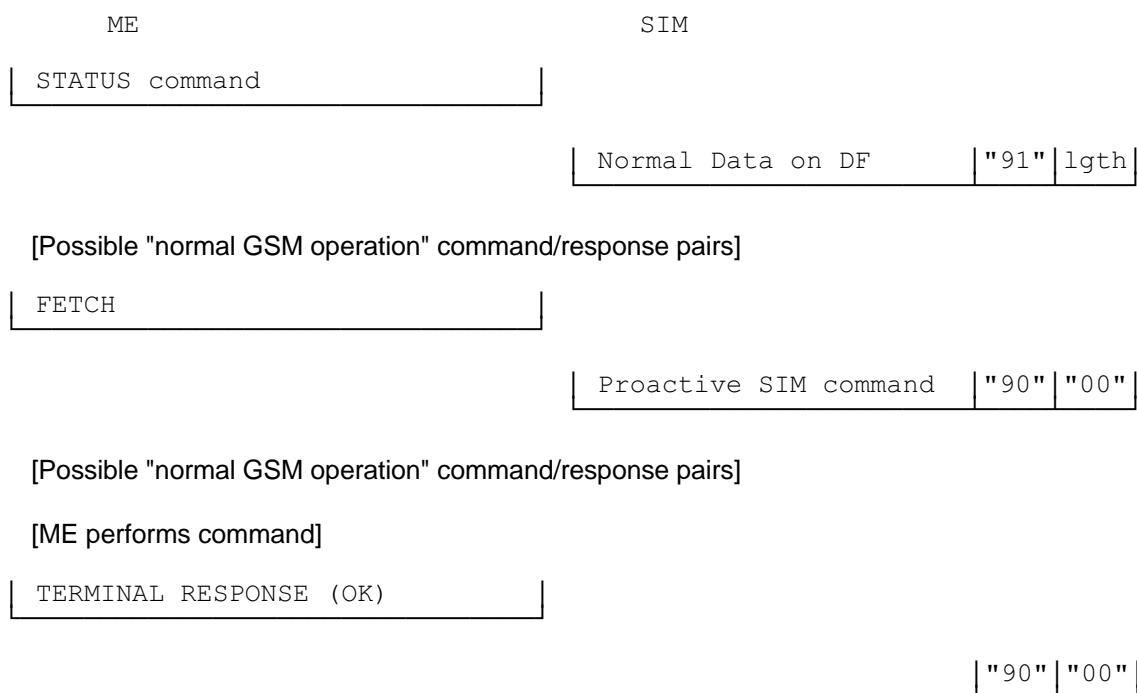 ME SIM
STATUS command
Normal Data on DF "91" lgth
[Possible "normal GSM operation" command/response pairs]
FETCH
Proactive SIM command "90" "00"
[Possible "normal GSM operation" command/response pairs]
[ME performs command]
TERMINAL RESPONSE (OK)
"90" "00"